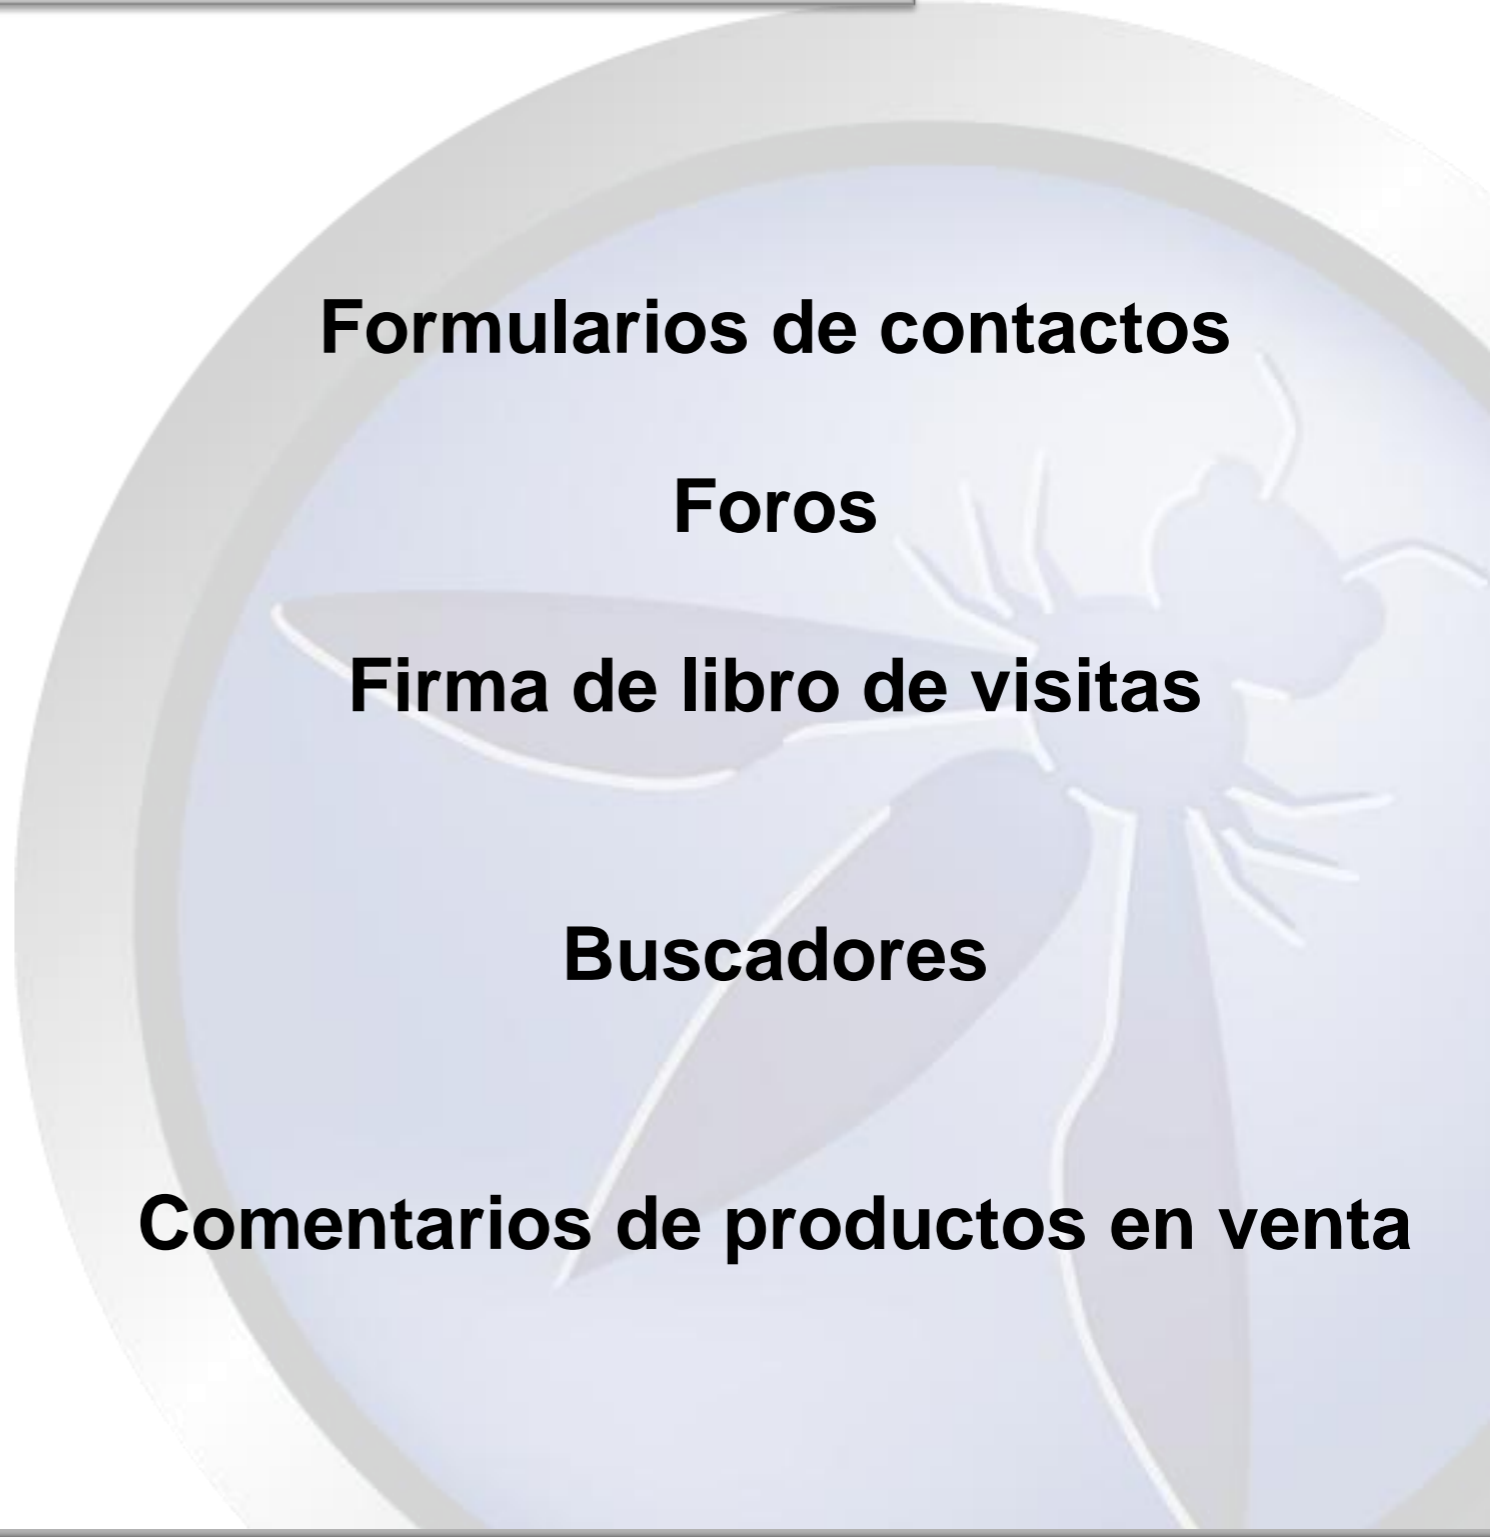 Formularios de contactos
Foros
Firma de libro de visitas
Buscadores
Comentarios de productos en venta